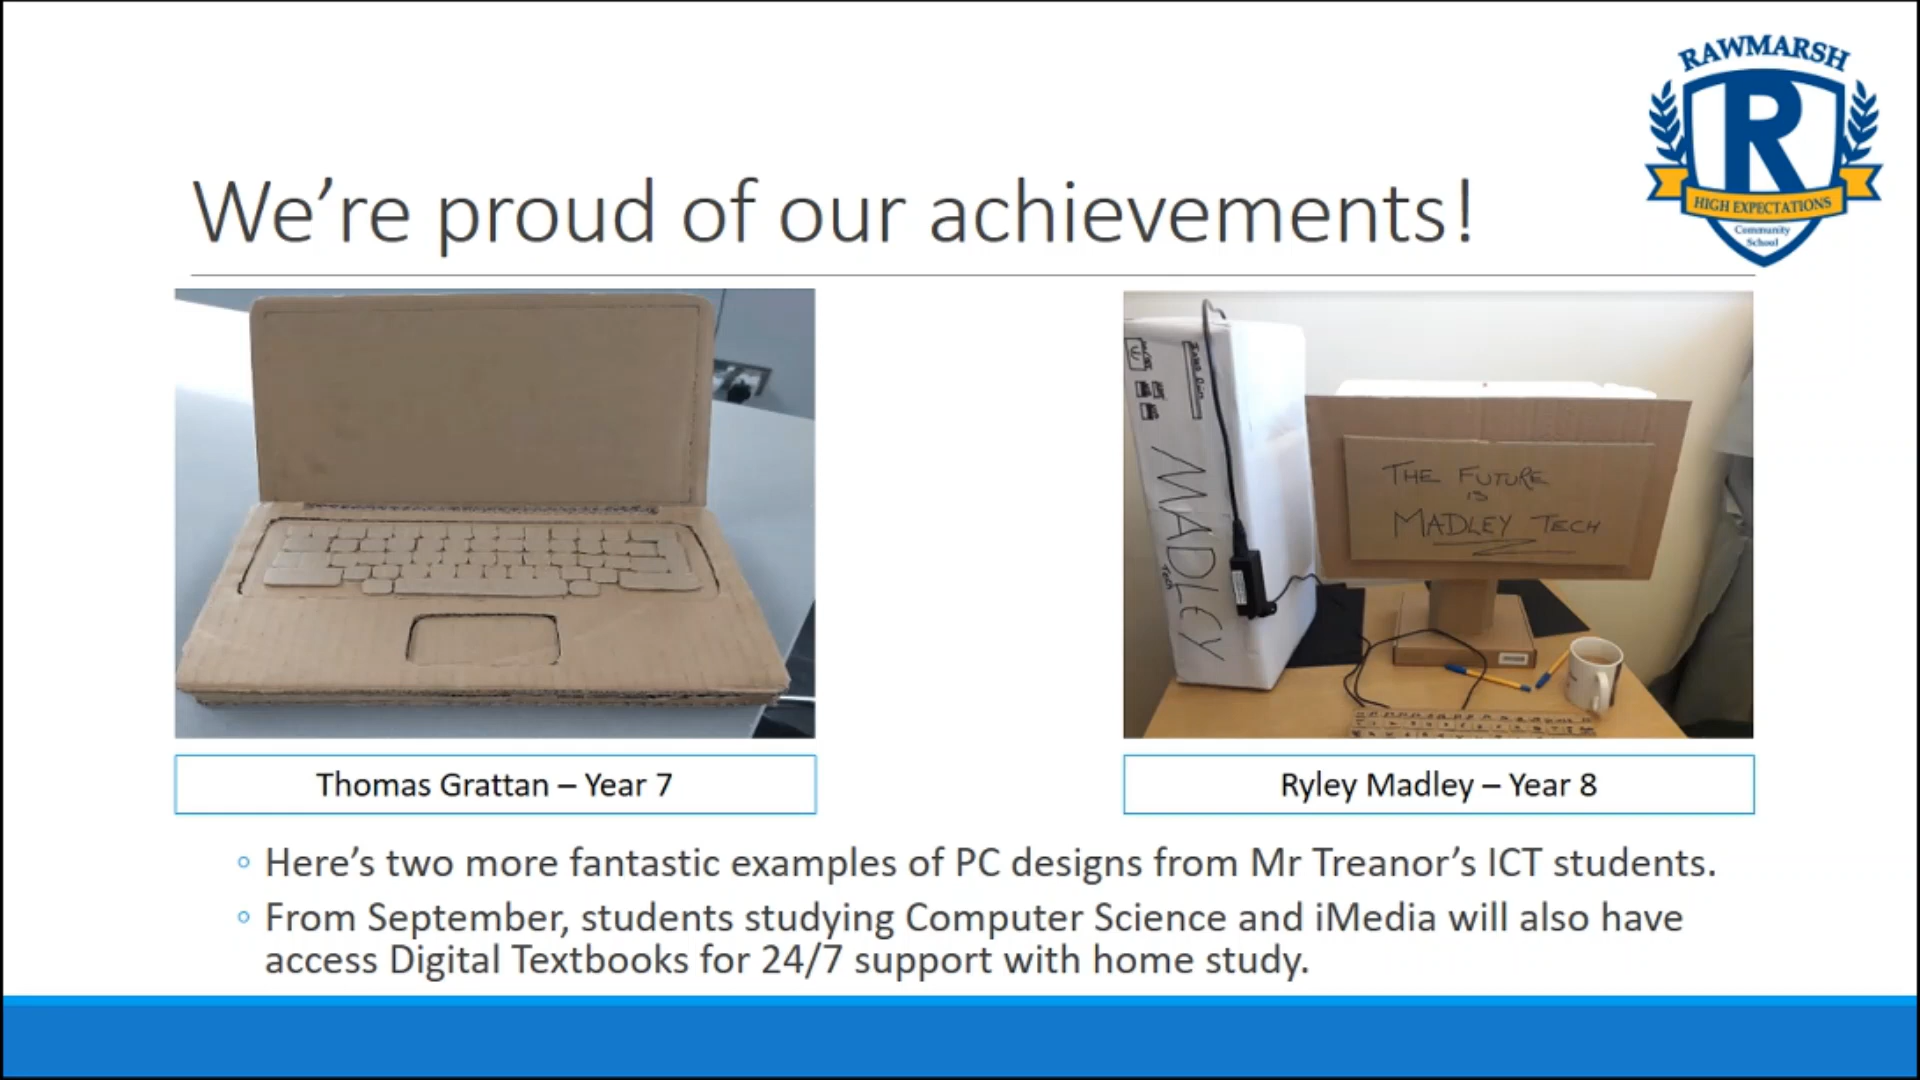 RAWMARSH
R
HIGH EXPECTATIONS
Community
School
We’re proud of our achievements!
MADLEY
Tech
THE FUTURE
IS
MADLEY TECH
Thomas Grattan – Year 7
Ryley Madley – Year 8
Here’s two more fantastic examples of PC designs from Mr Treanor’s ICT students.
From September, students studying Computer Science and iMedia will also have
access Digital Textbooks for 24/7 support with home study.